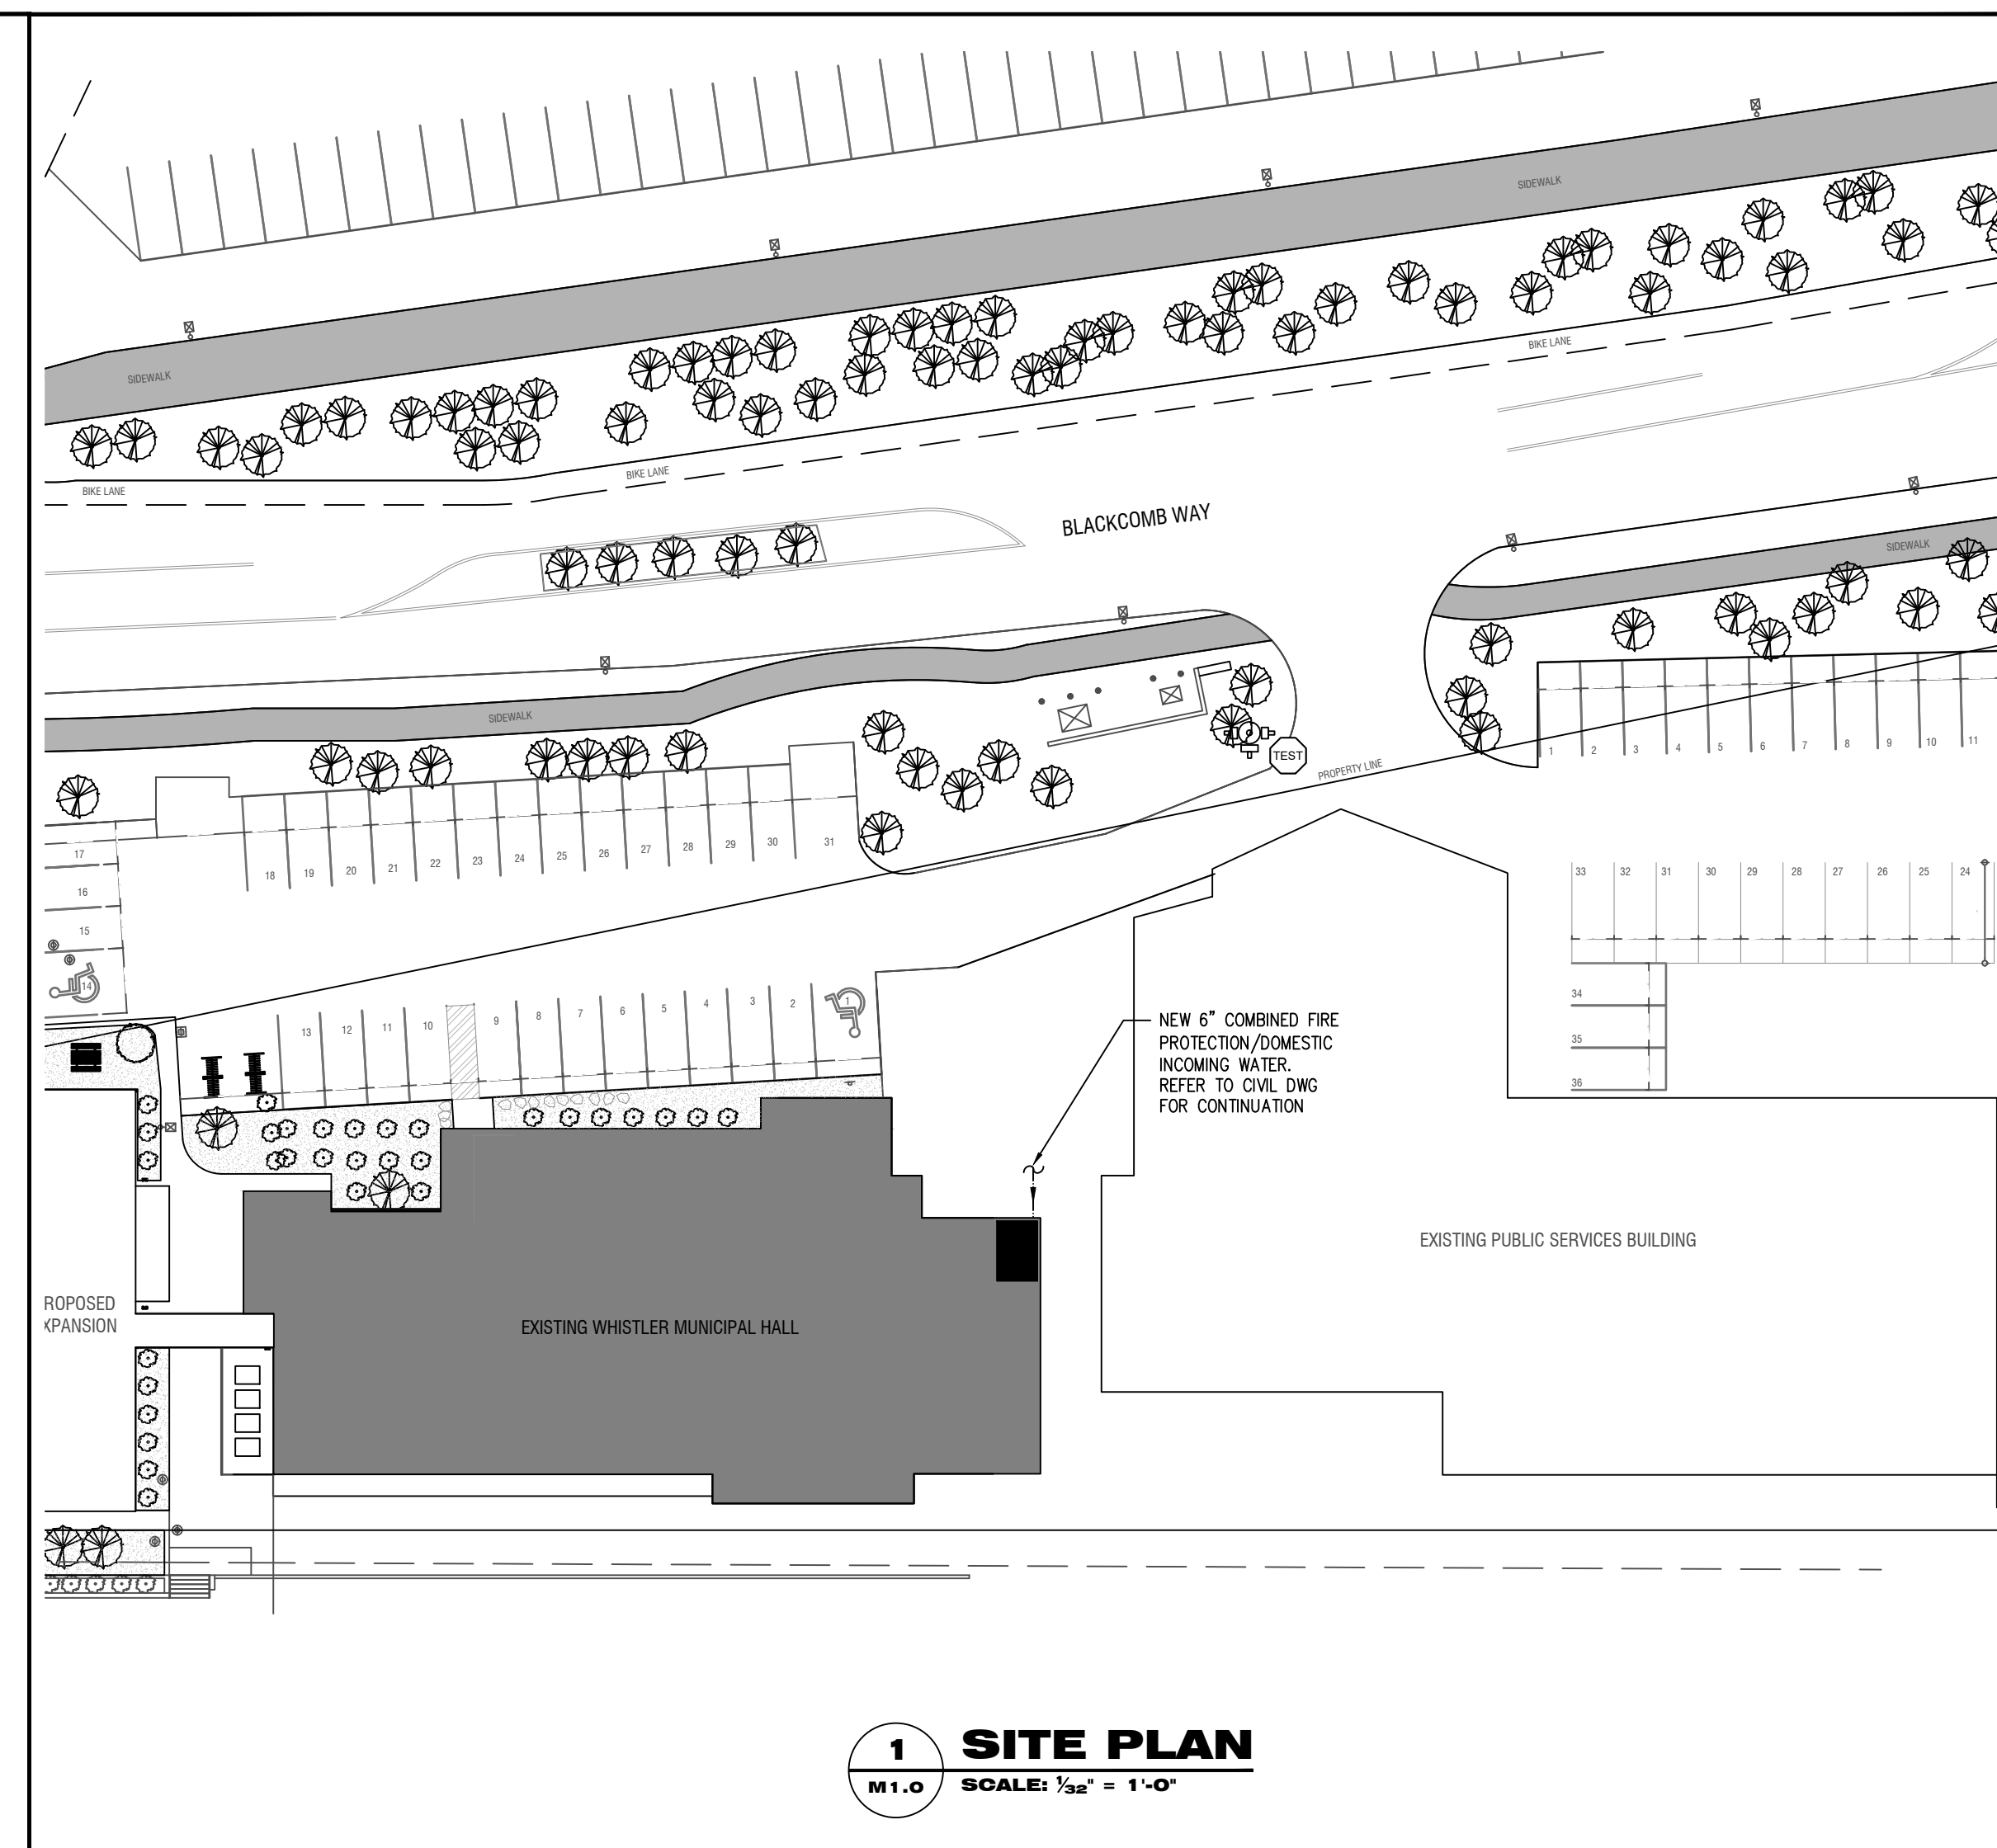 SIDEWALK
SIDEWALK
BIKE LANE
BIKE LANE
BIKE LANE
BLACKCOMB WAY
SIDEWALK
SIDEWALK
TEST
PROPERTY LINE
1 2 3 4 5 6 7 8 9 10 11
17
16
15
14
18 19 20 21 22 23 24 25 26 27 28 29 30 31
33 32 31 30 29 28 27 26 25 24
34
35
36
13 12 11 10 9 8 7 6 5 4 3 2 1
NEW 6” COMBINED FIRE
PROTECTION/DOMESTIC
INCOMING WATER.
REFER TO CIVIL DWG
FOR CONTINUATION
EXISTING PUBLIC SERVICES BUILDING
ROPOSED
XPANSION
EXISTING WHISTLER MUNICIPAL HALL
1
M1.0
SITE PLAN
SCALE: 1/32" = 1'-0"